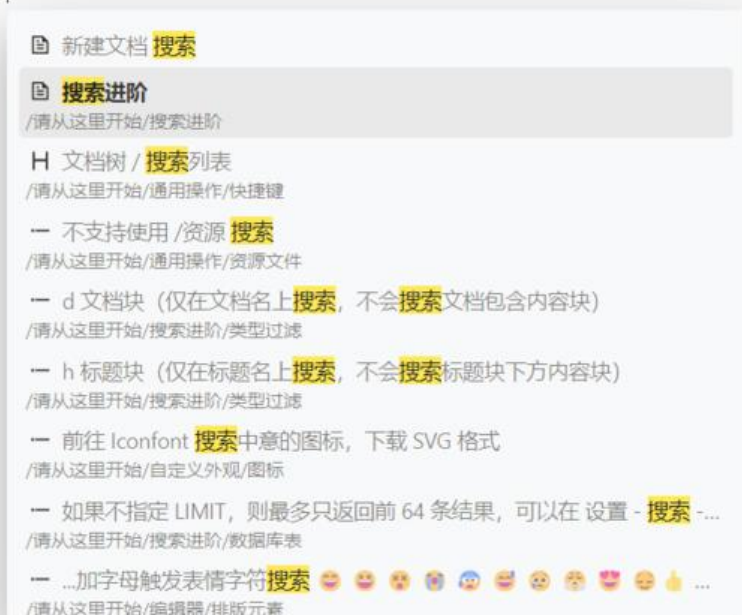 新建文档 搜索
搜索进阶
/请从这里开始/搜索进阶
文档树 / 搜索列表
/请从这里开始/通用操作/快捷键
不支持使用 /资源 搜索
/请从这里开始/通用操作/资源文件
d 文档块（仅在文档名上搜索，不会搜索文档包含内容块）
/请从这里开始/搜索进阶/类型过滤
h 标题块（仅在标题名上搜索，不会搜索标题块下方内容块）
/请从这里开始/搜索进阶/类型过滤
前往 Iconfont 搜索中意的图标，下载 SVG 格式
/请从这里开始/自定义外观/图标
如果不指定 LIMIT，则最多只返回前 64 条结果，可以在 设置 - 搜索 -...
/请从这里开始/搜索进阶/数据库表
...加字母触发表情字符搜索 ...
/请从这里开始/编辑器/排版元素